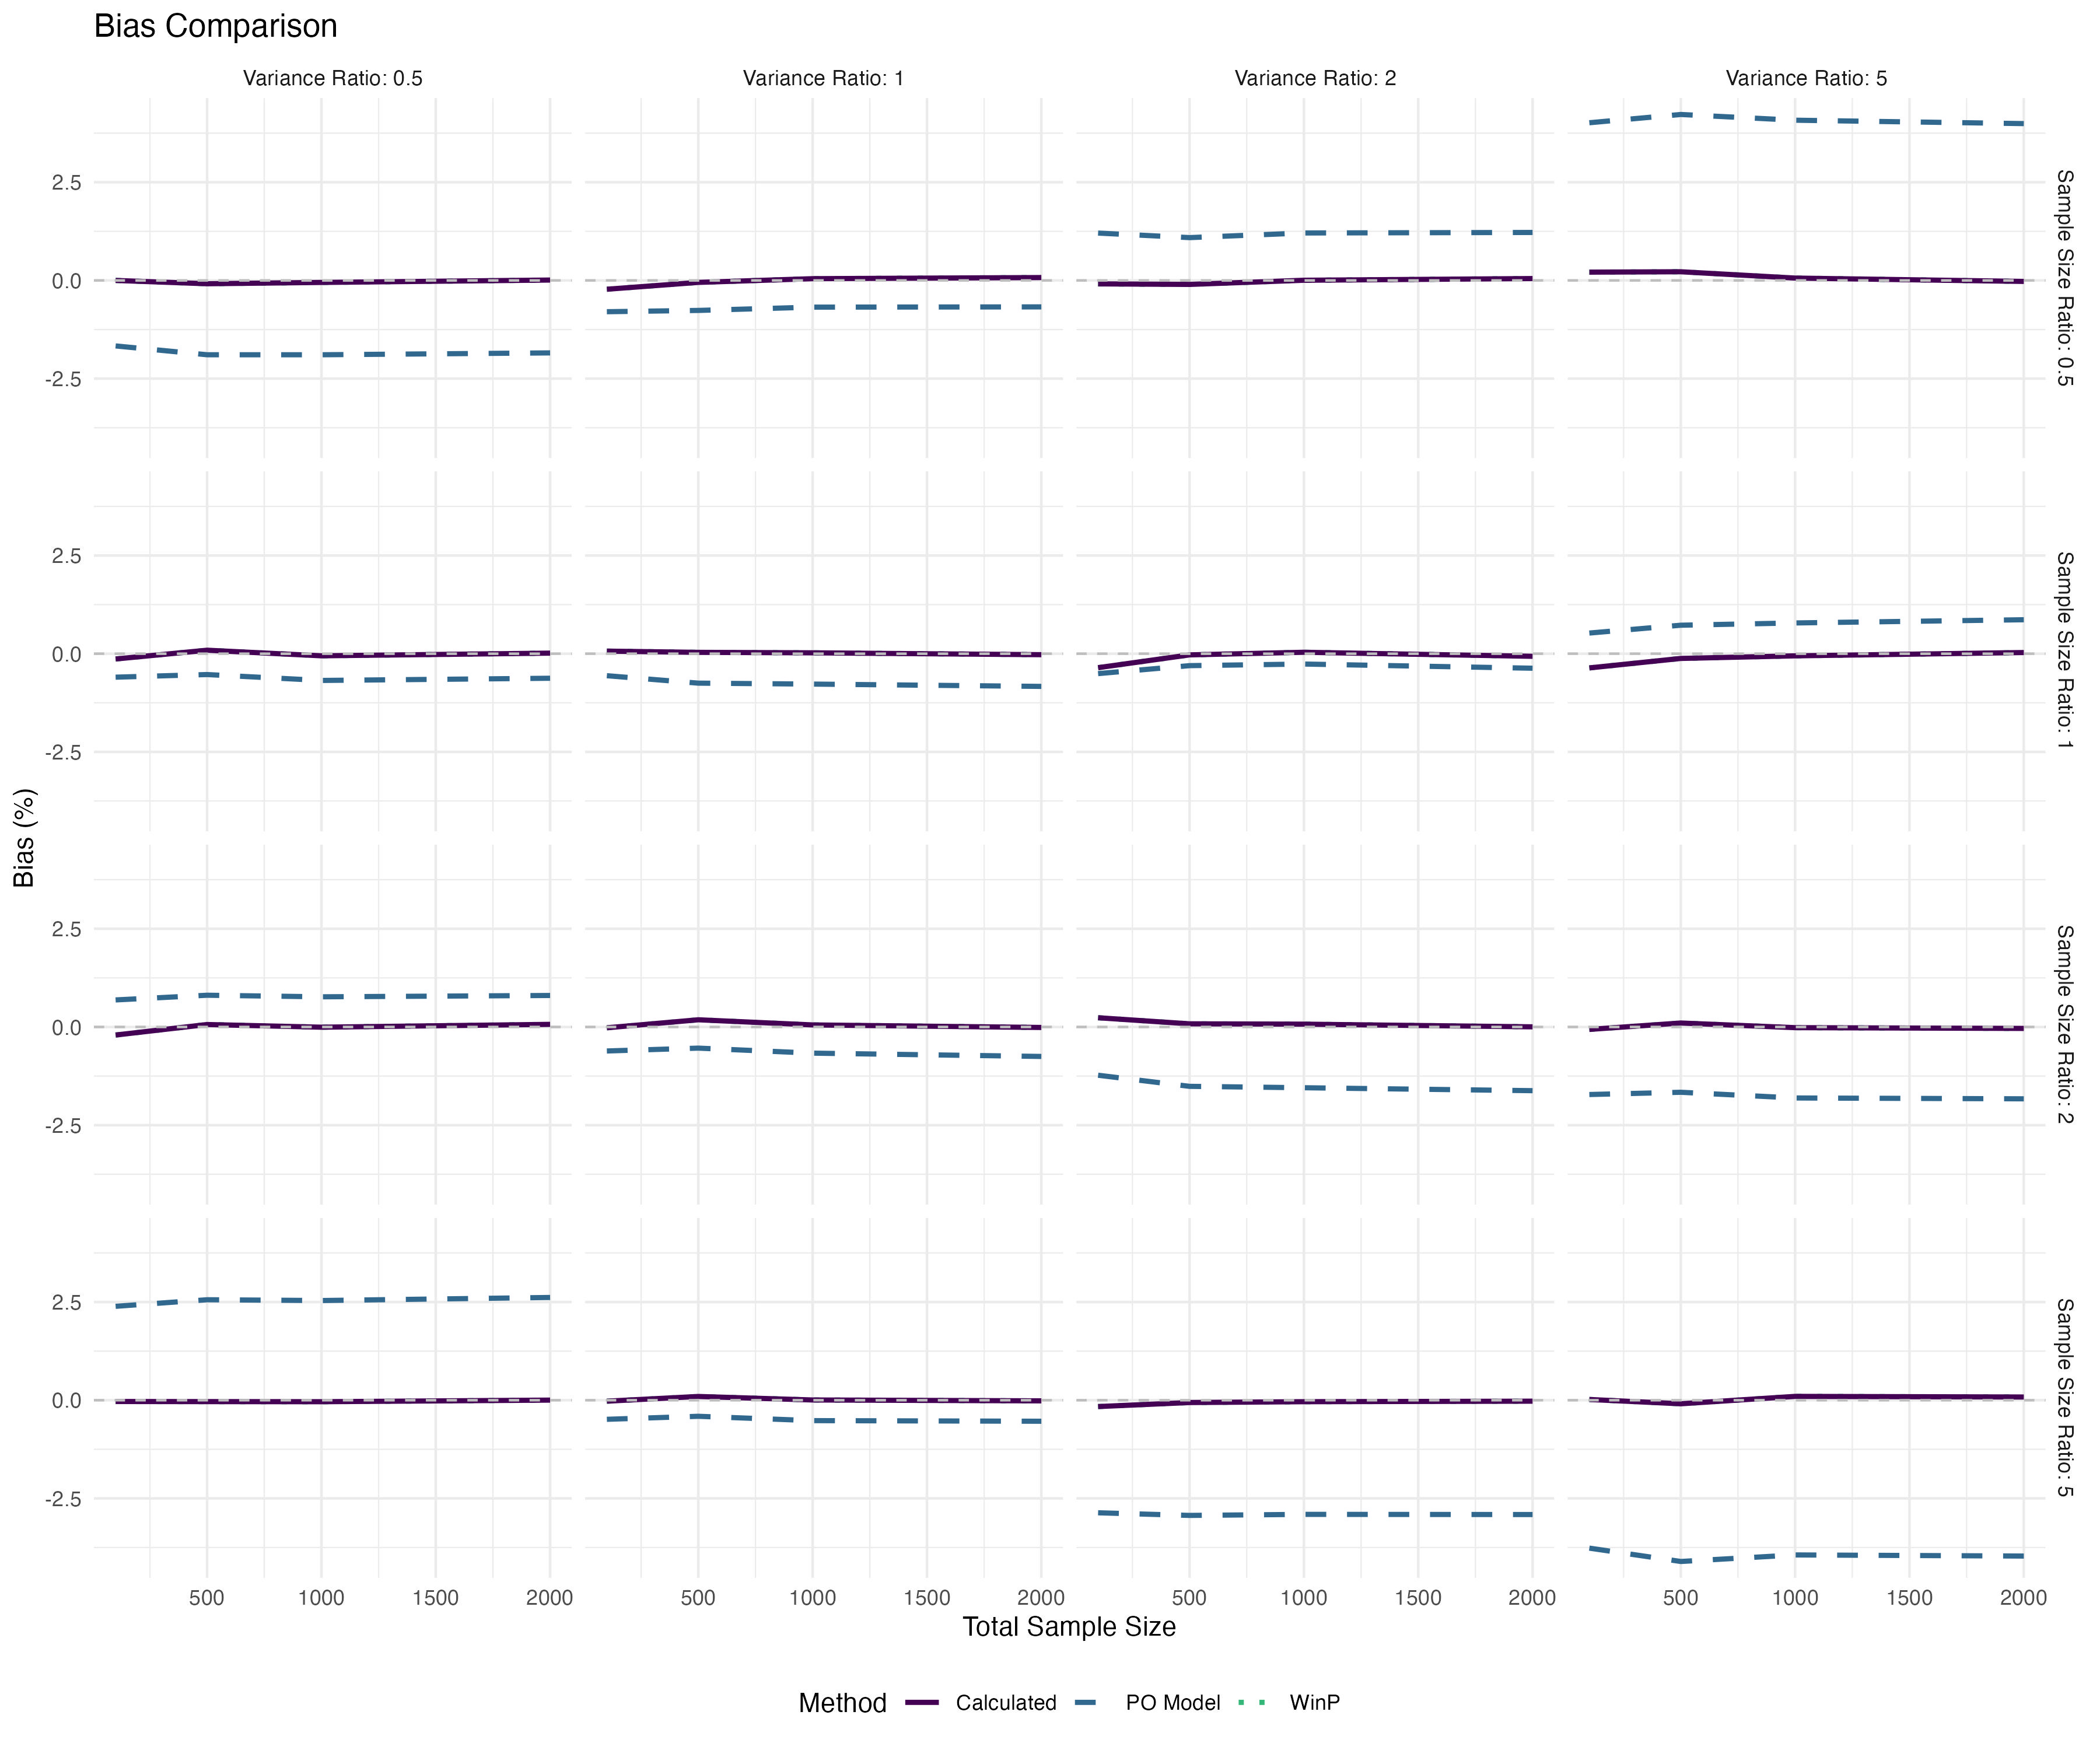 Bias Comparison
Variance Ratio: 0.5
Variance Ratio: 1
Variance Ratio: 2
Variance Ratio: 5
2.5
0.0
-2.5
Sample Size Ratio: 0.5
2.5
0.0
-2.5
Sample Size Ratio: 1
2.5
0.0
-2.5
Sample Size Ratio: 2
2.5
0.0
-2.5
Sample Size Ratio: 5
Bias (%)
500 1000 1500 2000
500 1000 1500 2000
500 1000 1500 2000
500 1000 1500 2000
Total Sample Size
Method Calculated PO Model WinP